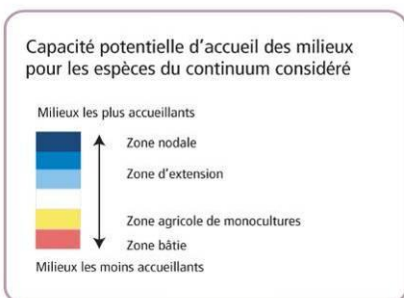 Capacité potentielle d'accueil des milieux
pour les espèces du continuum considéré
Milieux les plus accueillants
Zone nodale
Zone d'extension
Zone agricole de monocultures
Zone bâtie
Milieux les moins accueillants